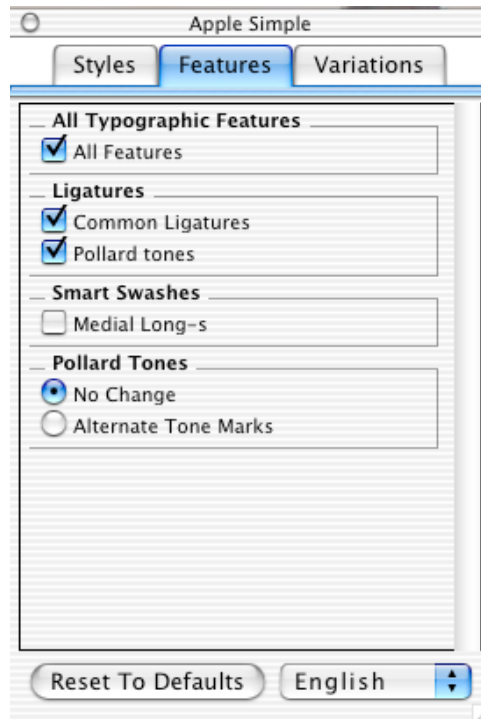 Apple Simple
Styles Features Variations
All Typographic Features
All Features
Ligatures
Common Ligatures
Pollard tones
Smart Swashes
Medial Long-s
Pollard Tones
No Change
Alternate Tone Marks
Reset To Defaults English